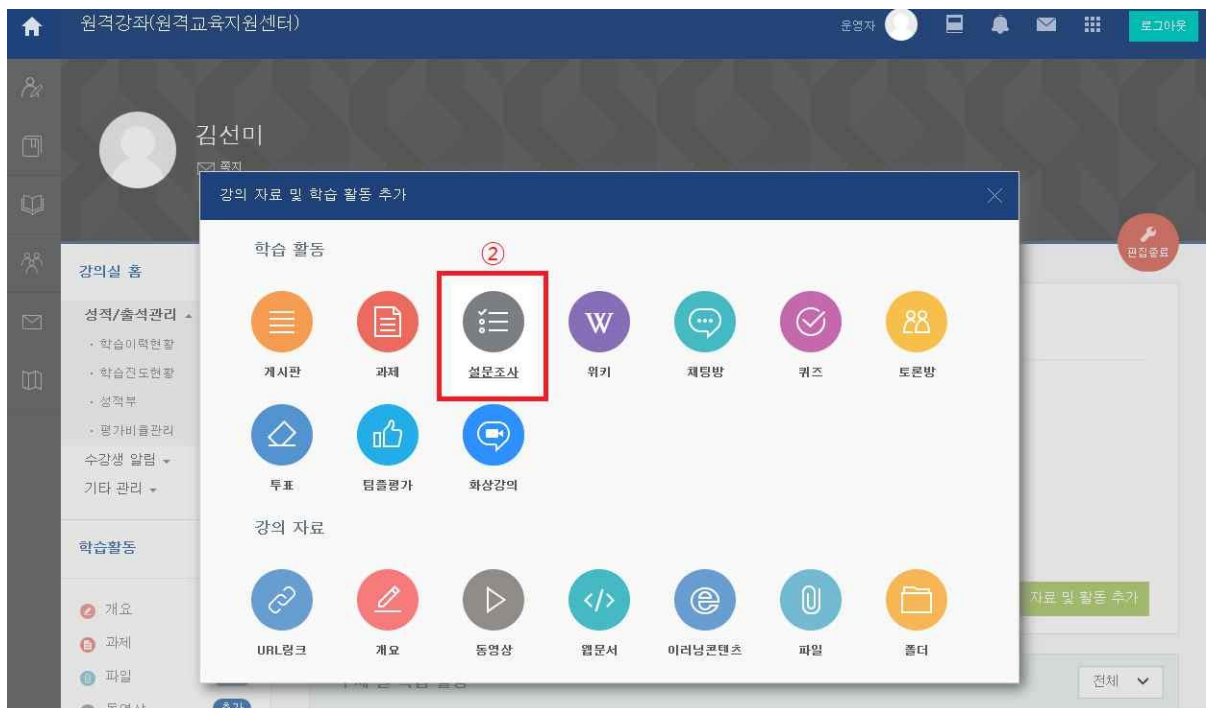 원격강좌(원격교육지원센터)
운영자
로그아웃
김선미
쪽지
강의 자료 및 학습 활동 추가
편집종료
강의실 홈
성적/출석관리
· 학습이력현황
· 학습진도현황
· 성적부
· 평가비율관리
수강생 알림
기타 관리
학습활동
개요
과제
파일
동영상
추가
학습 활동
②
게시판
과제
설문조사
위키
채팅방
퀴즈
토론방
투표
팀플평가
화상강의
강의 자료
URL링크
개요
동영상
웹문서
이러닝콘텐츠
파일
폴더
자료 및 활동 추가
전체